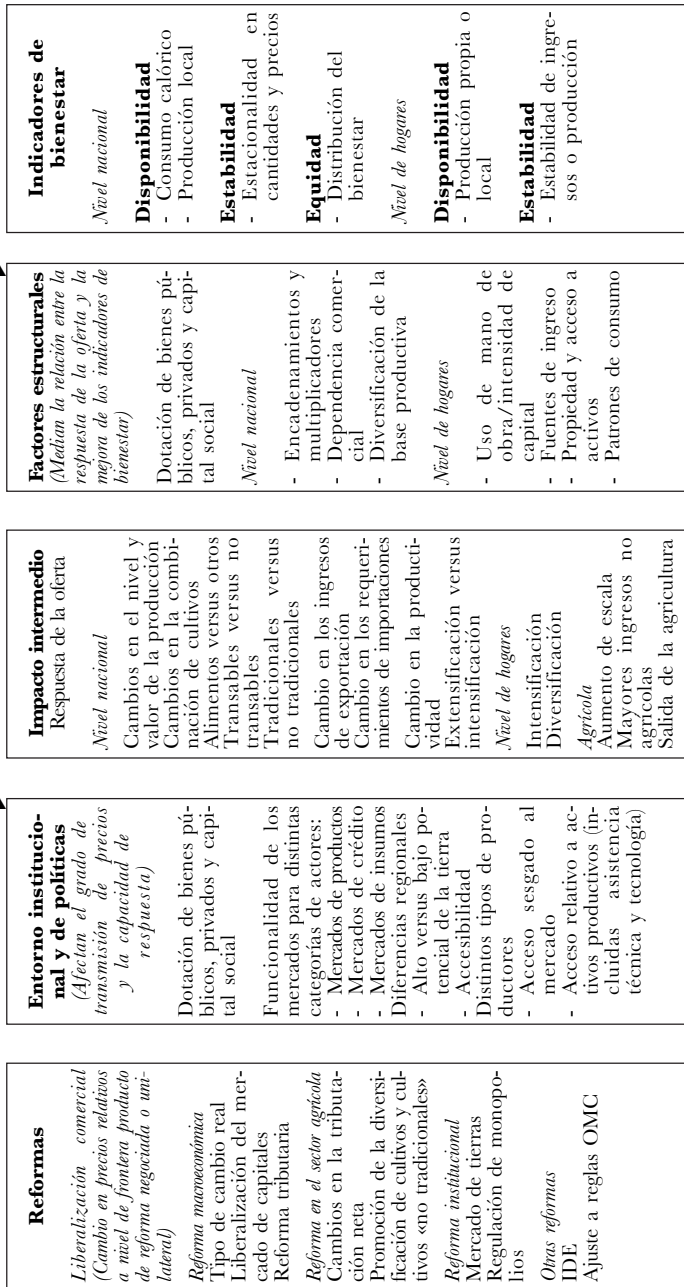 Reformas
Liberalización comercial
(Cambio en precios relativos
a nivel de frontera producto
de reforma negociada o uni-
lateral)
Reforma macroeconómica
Tipo de cambio real
Liberalización del mer-
cado de capitales
Reforma tributaria
Reforma en el sector agrícola
Cambios en la tributa-
ción neta
Promoción de la diversi-
ficación de cultivos y cul-
tivos «no tradicionales»
Reforma institucional
Mercado de tierras
Regulación de monopo-
lios
Otras reformas
IDE
Ajuste a reglas OMC
Entorno institucio-
nal y de políticas
(Afectan el grado de
transmisión de precios
y la capacidad de
respuesta)
Dotación de bienes pú-
blicos, privados y capi-
tal social
Funcionalidad de los
mercados para distintas
categorías de actores:
- Mercados de productos
- Mercados de crédito
- Mercados de insumos
Diferencias regionales
- Alto versus bajo po-
tencial de la tierra
- Accesibilidad
Distintos tipos de pro-
ductores
- Acceso sesgado al
mercado
- Acceso relativo a ac-
tivos productivos (in-
cluidas asistencia
técnica y tecnología)
Impacto intermedio
Respuesta de la oferta
Nivel nacional
Cambios en el nivel y
valor de la producción
Cambios en la combi-
nación de cultivos
Alimentos versus otros
Transables versus no
transables
Tradicionales versus
no tradicionales
Cambio en los ingresos
de exportación
Cambio en los requeri-
mientos de importaciones
Cambio en la producti-
vidad
Extensificación versus
intensificación
Nivel de hogares
Intensificación
Diversificación
Agrícola
Aumento de escala
Mayores ingresos no
agrícolas
Salida de la agricultura
Factores estructurales
(Median la relación entre la
respuesta de la oferta y la
mejora de los indicadores de
bienestar)
Dotación de bienes pú-
blicos, privados y capi-
tal social
Nivel nacional
- Encadenamientos y
multiplicadores
- Dependencia comer-
cial
- Diversificación de la
base productiva
Nivel de hogares
- Uso de mano de
obra/intensidad de
capital
- Fuentes de ingreso
- Propiedad y acceso a
activos
- Patrones de consumo
Indicadores de
bienestar
Nivel nacional
Disponibilidad
- Consumo calórico
- Producción local
Estabilidad
- Estacionalidad en
cantidades y precios
Equidad
- Distribución del
bienestar
Nivel de hogares
Disponibilidad
- Producción propia o
local
Estabilidad
- Estabilidad de ingre-
sos o producción